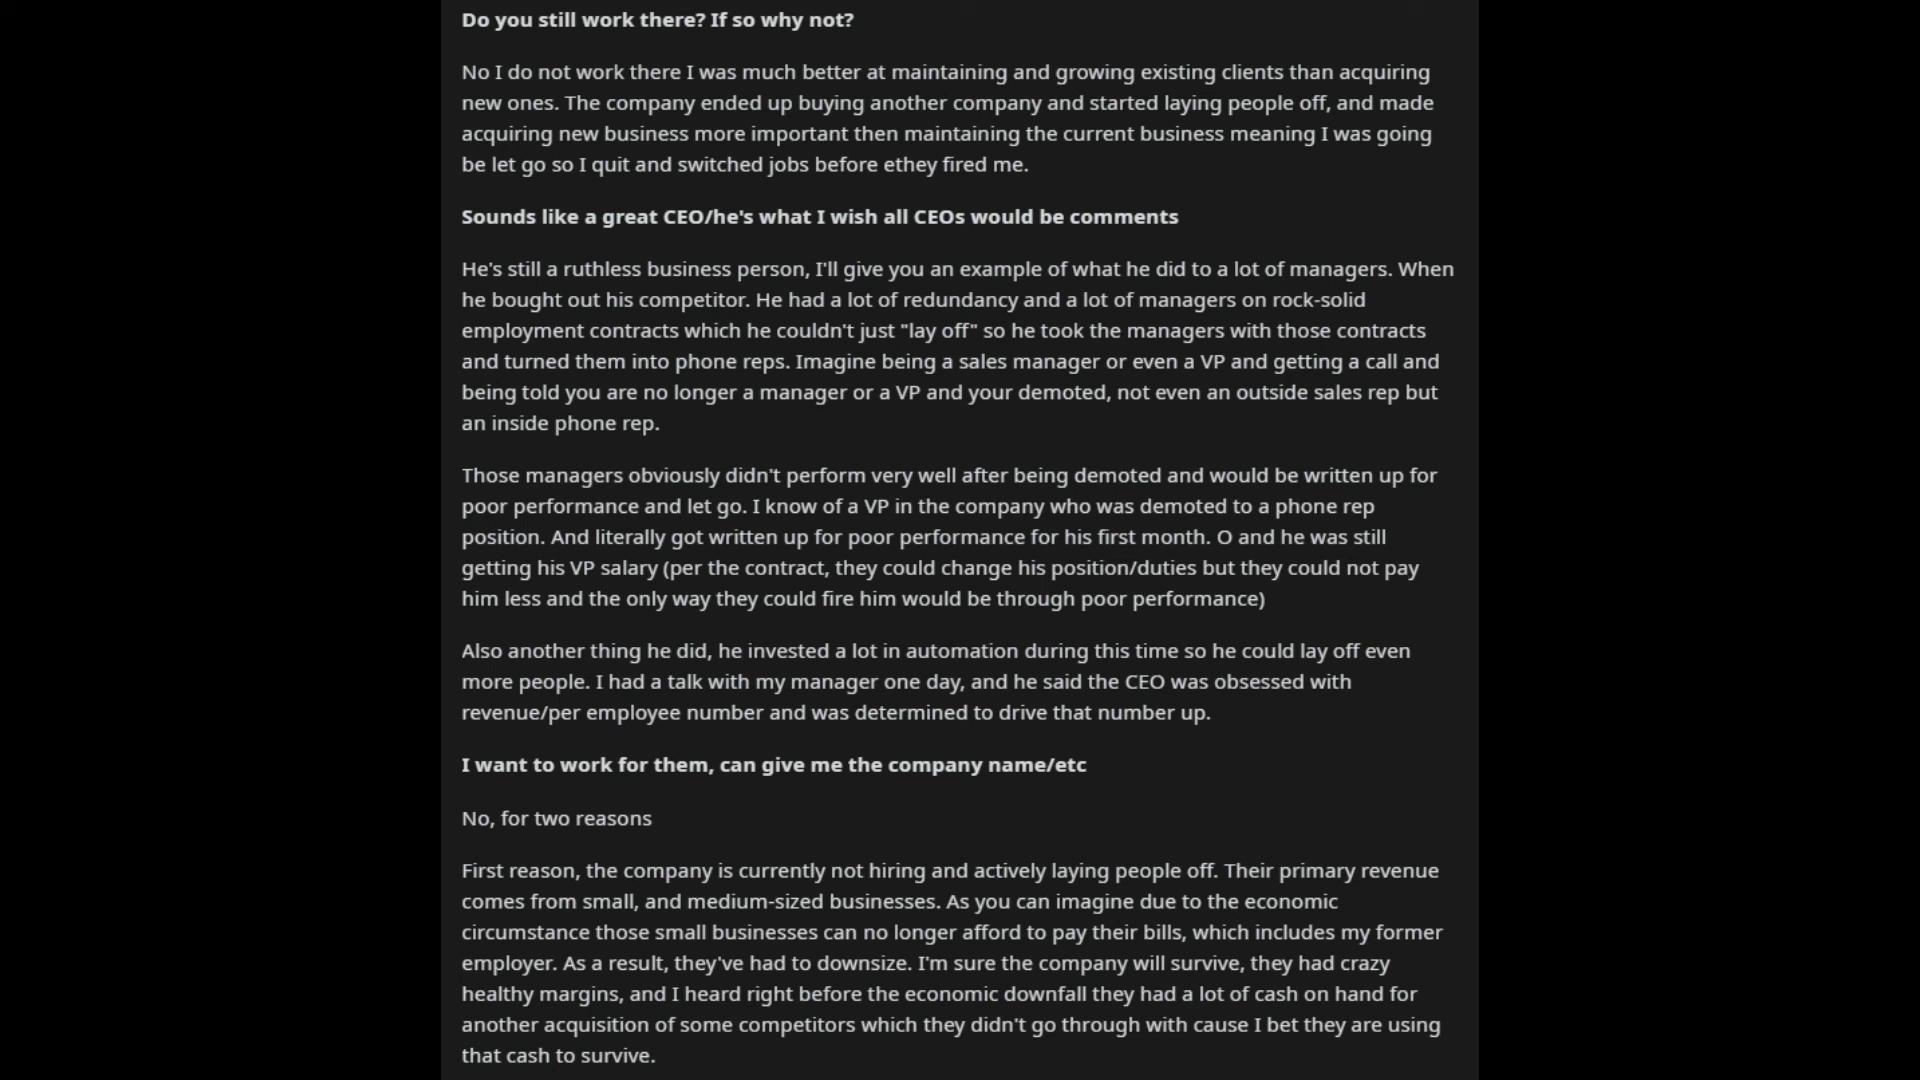 Do you still work there? If so why not?
No I do not work there I was much better at maintaining and growing existing clients than acquiring
new ones. The company ended up buying another company and started laying people off, and made
acquiring new business more important then maintaining the current business meaning I was going
be let go so I quit and switched jobs before ethey fired me.
Sounds like a great CEO/he's what I wish all CEOs would be comments
He's still a ruthless business person, I'll give you an example of what he did to a lot of managers. When
he bought out his competitor. He had a lot of redundancy and a lot of managers on rock-solid
employment contracts which he couldn't just "lay off" so he took the managers with those contracts
and turned them into phone reps. Imagine being a sales manager or even a VP and getting a call and
being told you are no longer a manager or a VP and your demoted, not even an outside sales rep but
an inside phone rep.
Those managers obviously didn't perform very well after being demoted and would be written up for
poor performance and let go. I know of a VP in the company who was demoted to a phone rep
position. And literally got written up for poor performance for his first month. O and he was still
getting his VP salary (per the contract, they could change his position/duties but they could not pay
him less and the only way they could fire him would be through poor performance)
Also another thing he did, he invested a lot in automation during this time so he could lay off even
more people. I had a talk with my manager one day, and he said the CEO was obsessed with
revenue/per employee number and was determined to drive that number up.
I want to work for them, can give me the company name/etc
No, for two reasons
First reason, the company is currently not hiring and actively laying people off. Their primary revenue
comes from small, and medium-sized businesses. As you can imagine due to the economic
circumstance those small businesses can no longer afford to pay their bills, which includes my former
employer. As a result, they've had to downsize. I'm sure the company will survive, they had crazy
healthy margins, and I heard right before the economic downfall they had a lot of cash on hand for
another acquisition of some competitors which they didn't go through with cause I bet they are using
that cash to survive.